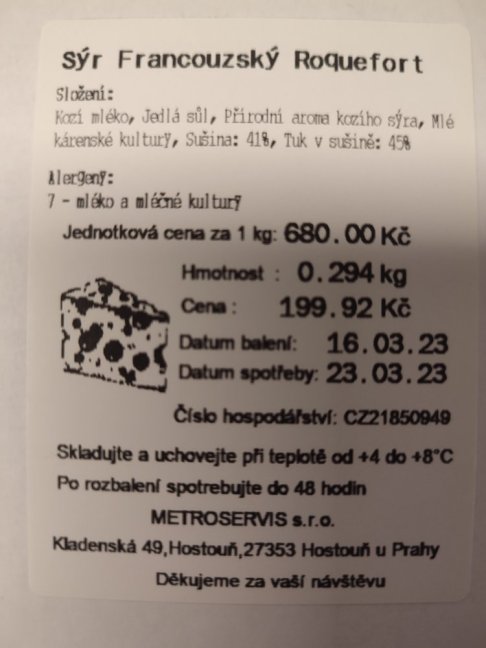 Sýr Francouzský Roquefort
Složení:
Kozí mléko, Jedlá sůl, Přírodní aroma kozího sýra, Mlé
kárenské kultury, Sušina: 41%, Tuk v sušině: 45%
Alergeny:
7 - mléko a mléčné kultury
Jednotková cena za 1 kg: 680.00 Kč
Hmotnost : 0.294 kg
Cena : 199.92 Kč
Datum balení: 16.03.23
Datum spotřeby: 23.03.23
Číslo hospodářství: CZ21850949
Skladujte a uchovejte při teplotě od +4 do +8°C
Po rozbalení spotrebujte do 48 hodin
METROSERVIS s.r.o.
Kladenská 49,Hostouň,27353 Hostouň u Prahy
Děkujeme za vaší návštěvu